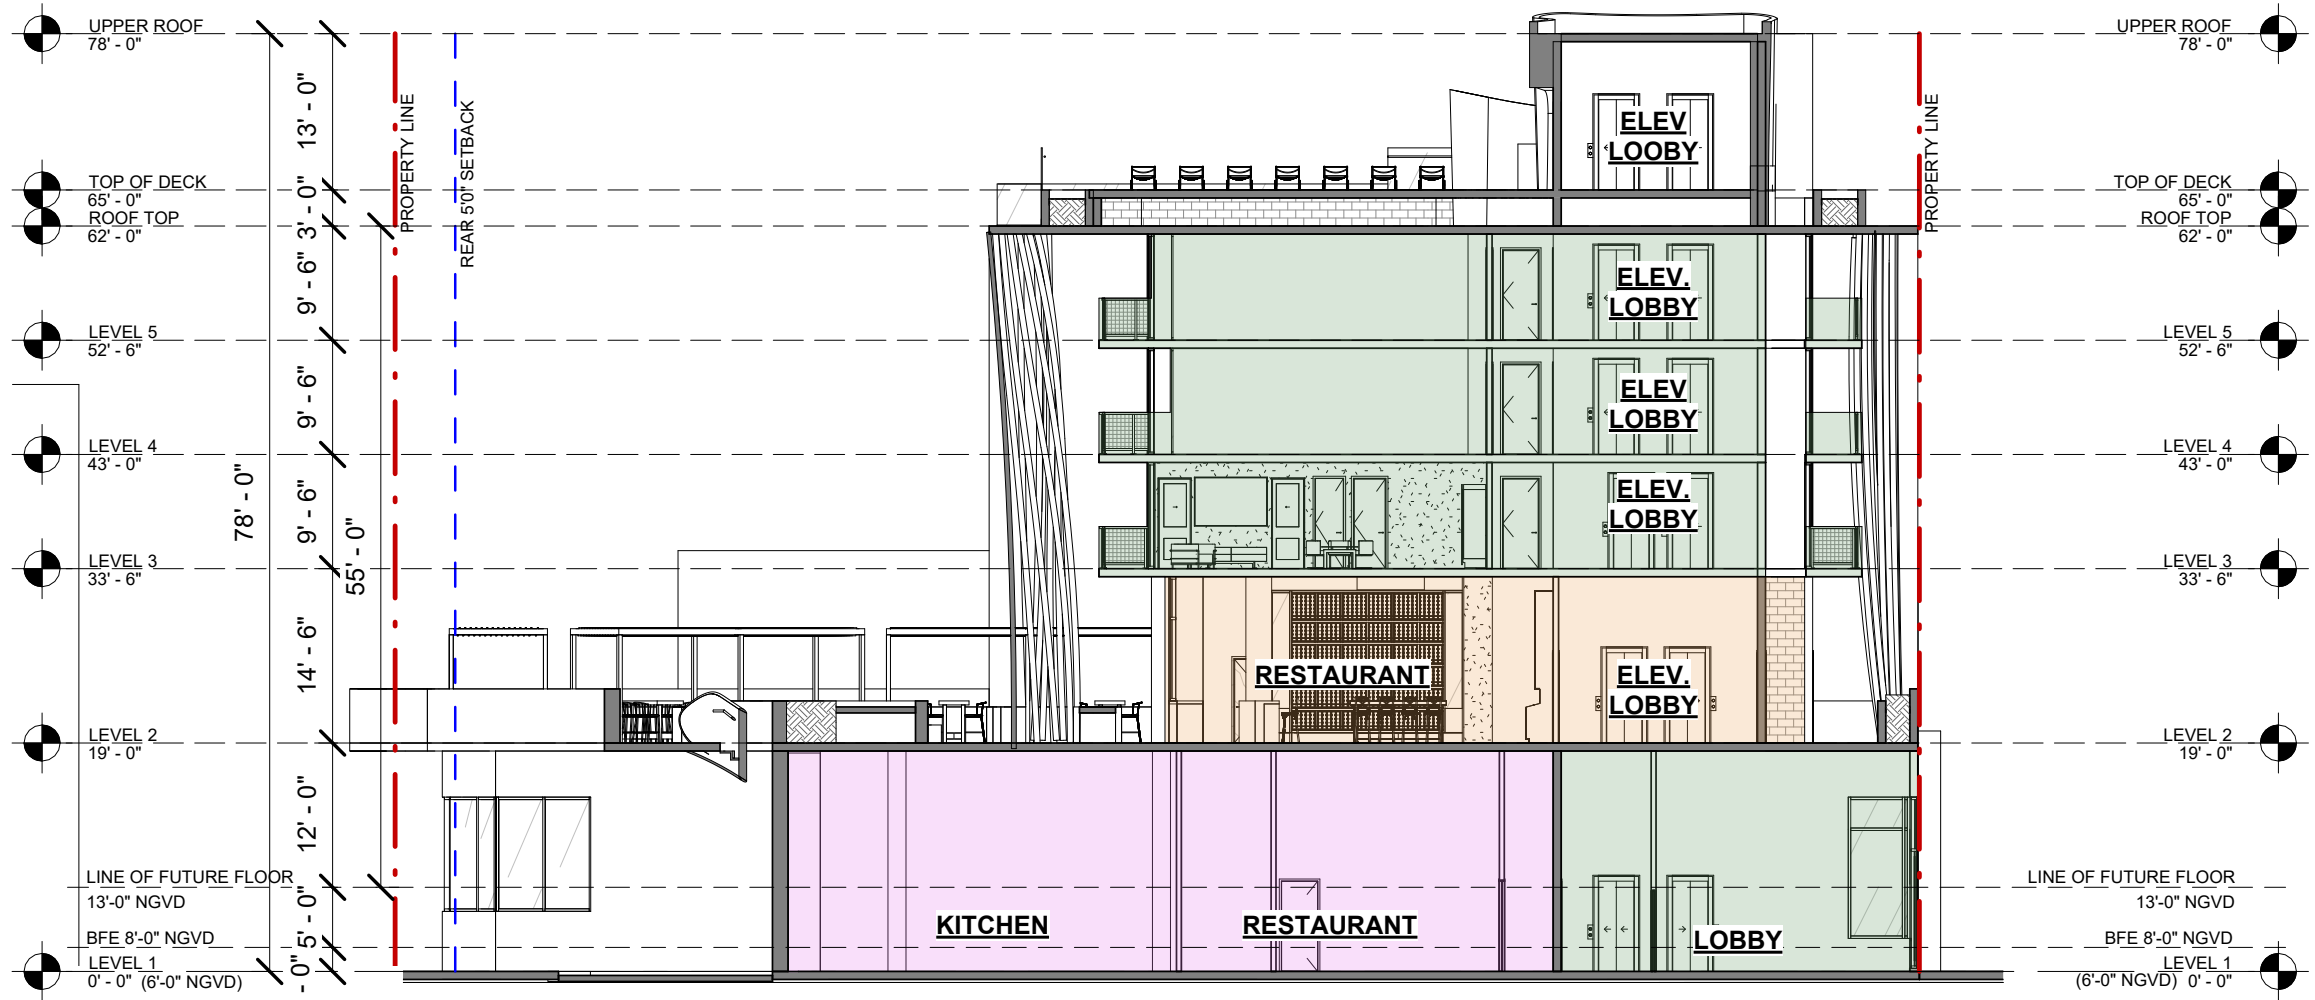 UPPER ROOF
78' - 0"
TOP OF DECK
65' - 0"
ROOF TOP
62' - 0"
LEVEL 5
52' - 6"
LEVEL 4
43' - 0"
LEVEL 3
33' - 6"
LEVEL 2
19' - 0"
LINE OF FUTURE FLOOR
13'-0" NGVD
BFE 8'-0" NGVD
LEVEL 1
0' - 0" (6'-0" NGVD)
78' - 0"
13' - 0"
3' - 0"
9' - 6"
9' - 6"
9' - 6"
14' - 6"
12' - 0"
5' - 0"
- 0"
55' - 0"
PROPERTY LINE
REAR 5'0" SETBACK
ELEV
LOOBY
ELEV.
LOBBY
ELEV
LOBBY
ELEV.
LOBBY
RESTAURANT
ELEV.
LOBBY
KITCHEN
RESTAURANT
LOBBY
PROPERTY LINE
UPPER ROOF
78' - 0"
TOP OF DECK
65' - 0"
ROOF TOP
62' - 0"
LEVEL 5
52' - 6"
LEVEL 4
43' - 0"
LEVEL 3
33' - 6"
LEVEL 2
19' - 0"
LINE OF FUTURE FLOOR
13'-0" NGVD
BFE 8'-0" NGVD
LEVEL 1
(6'-0" NGVD) 0' - 0"